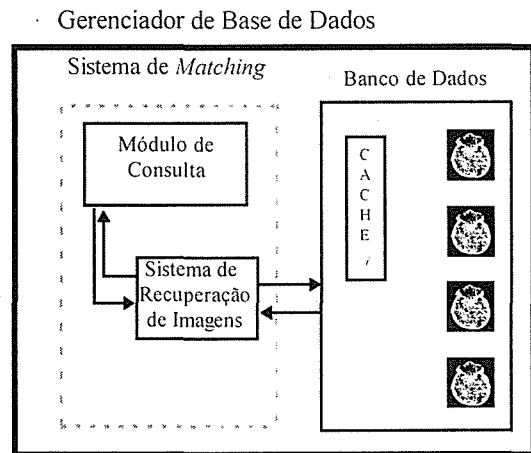 Gerenciador de Base de Dados
Sistema de Matching
Banco de Dados
Módulo de
Consulta
C
A
C
H
E
i
Sistema de
Recuperação
de Imagens